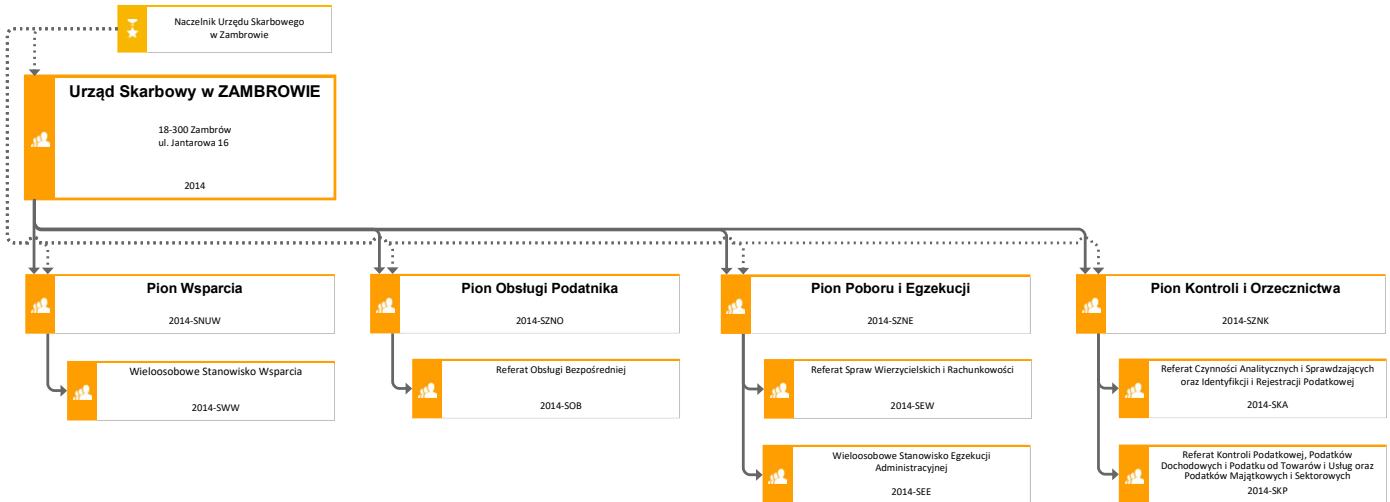 Naczelnik Urzędu Skarbowego
w Zambrowie
Urząd Skarbowy w ZAMBROWIE
18-300 Zambrów
ul. Jantarowa 16
2014
Pion Wsparcia
2014-SNUW
Pion Obsługi Podatnika
2014-SZNO
Pion Poboru i Egzekucji
2014-SZNE
Pion Kontroli i Orzecznictwa
2014-SZNK
Wieloosobowe Stanowisko Wsparcia
2014-SWW
Referat Obsługi Bezpośredniej
2014-SOB
Referat Spraw Wierzycielskich i Rachunkowości
2014-SEW
Referat Czynności Analitycznych i Sprawdzających
oraz Identyfikcji i Rejestracji Podatkowej
2014-SKA
Wieloosobowe Stanowisko Egzekucji
Administracyjnej
2014-SEE
Referat Kontroli Podatkowej, Podatków
Dochodowych i Podatku od Towarów i Usług oraz
Podatków Majątkowych i Sektorowych
2014-SKP